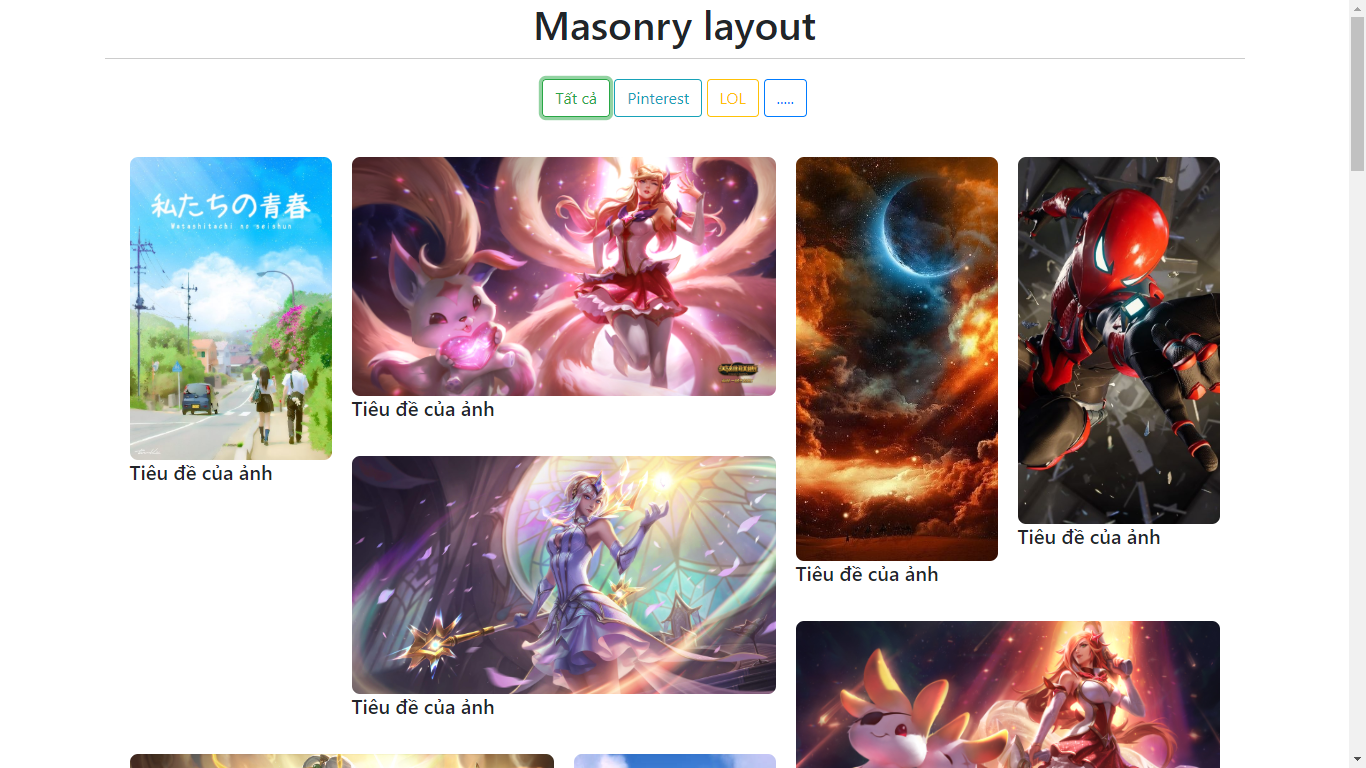 Masonry layout
Tất cả
Pinterest
LOL
.....
私たちの青春
Watashitachi no seishun
Tiêu đề của ảnh
Tiêu đề của ảnh
Tiêu đề của ảnh
Tiêu đề của ảnh
Tiêu đề của ảnh